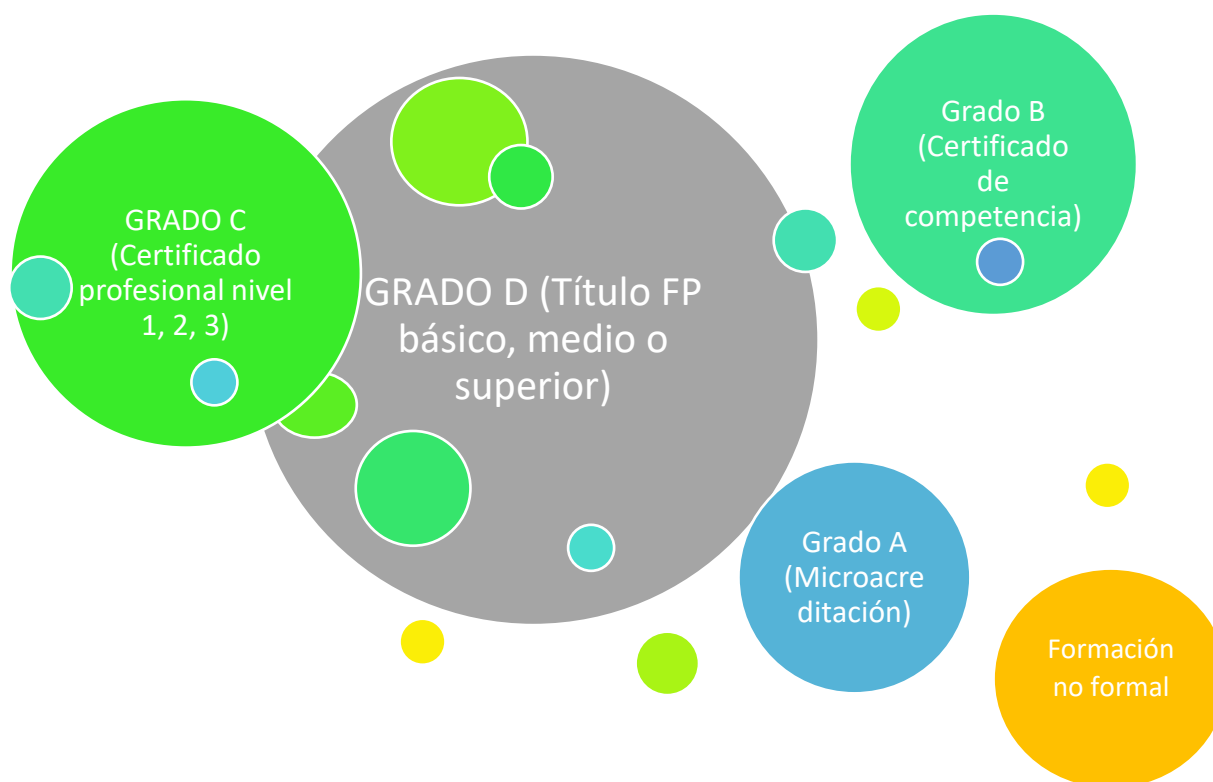 GRADO C
(Certificado
profesional nivel
1, 2, 3)
GRADO D (Título FP
básico, medio o
superior)
Grado B
(Certificado
de
competencia)
Grado A
(Microacre
ditación)
Formación
no formal